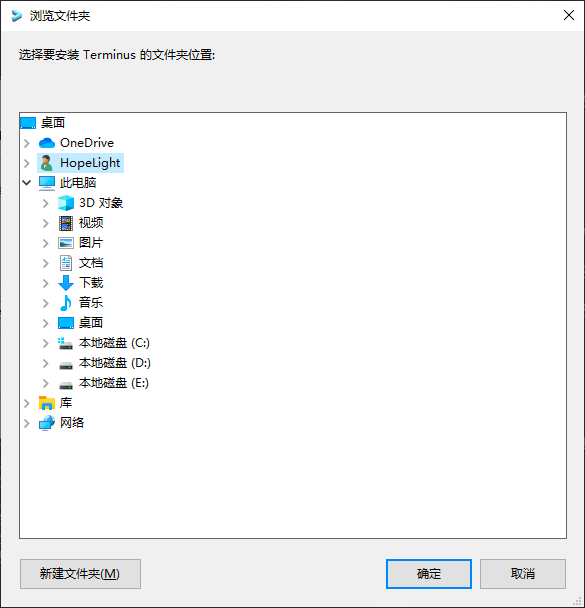 浏览文件夹
选择要安装 Terminus 的文件夹位置:
桌面
OneDrive
HopeLight
此电脑
3D 对象
视频
图片
文档
下载
音乐
桌面
本地磁盘 (C:)
本地磁盘 (D:)
本地磁盘 (E:)
库
网络
新建文件夹(M) 确定 取消